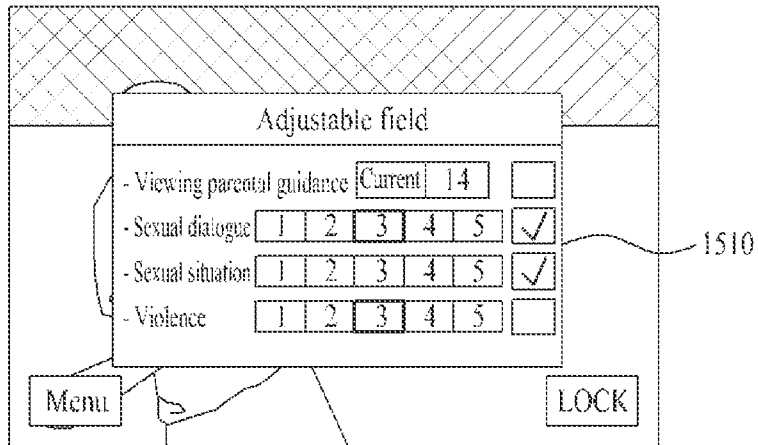 Adjustable field
- Viewing parental guidance Current 14
- Sexual dialogue 1 2 3 4 5
- Sexual situation 1 2 3 4 5
- Violence 1 2 3 4 5
1510
Menu LOCK